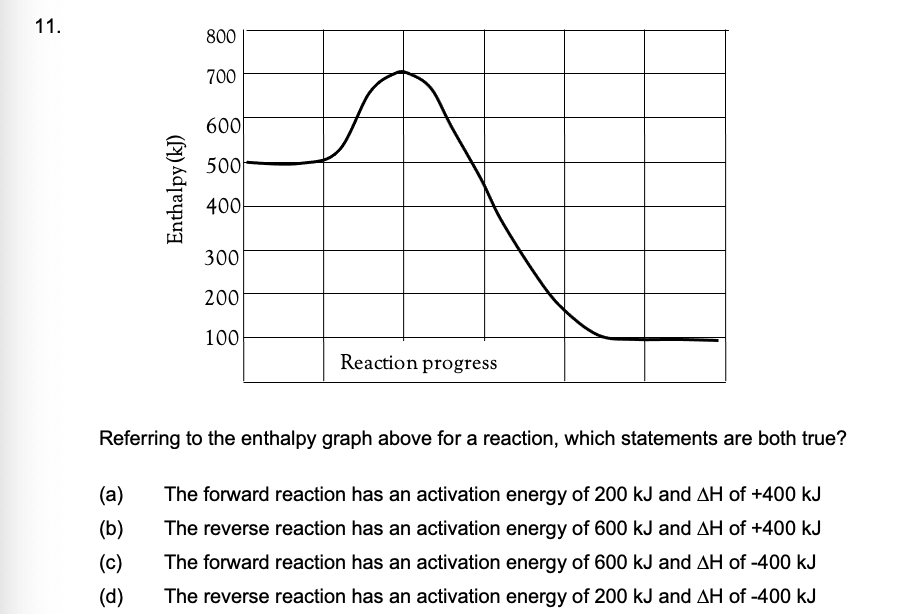 11.
800
700
600
500
400
300
200
100
Enthalpy (kJ)
Reaction progress
Referring to the enthalpy graph above for a reaction, which statements are both true?
(a) The forward reaction has an activation energy of 200 kJ and ΔH of +400 kJ
(b) The reverse reaction has an activation energy of 600 kJ and ΔH of +400 kJ
(c) The forward reaction has an activation energy of 600 kJ and ΔH of -400 kJ
(d) The reverse reaction has an activation energy of 200 kJ and ΔH of -400 kJ